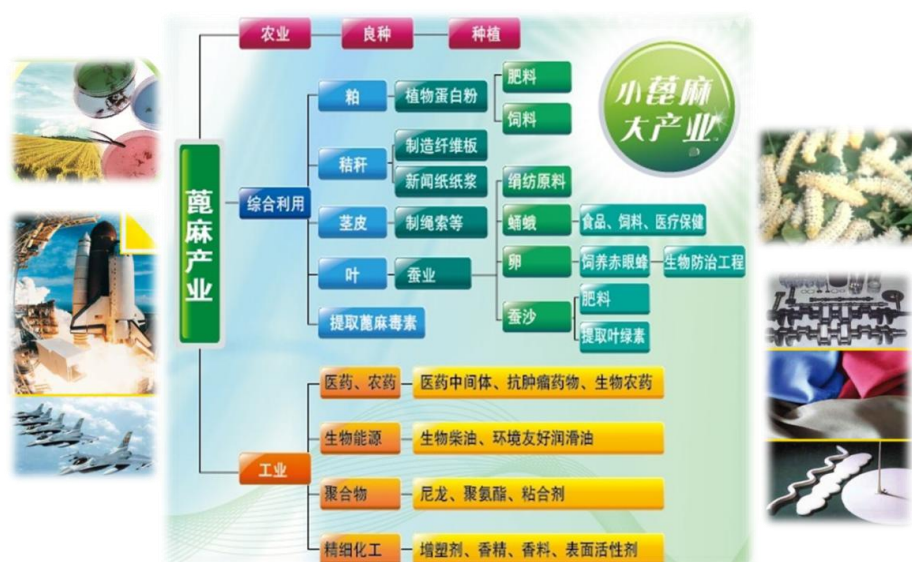 农业
良种
种植
小蓖麻
大产业
蓖麻产业
综合利用
粕
植物蛋白粉
肥料
饲料
秸秆
制造纤维板
新闻纸纸浆
茎皮
制绳索等
叶
蚕业
绢纺原料
蛹蛾
食品、饲料、医疗保健
卵
饲养赤眼蜂
生物防治工程
蚕沙
肥料
提取叶绿素
提取蓖麻毒素
工业
医药、农药
医药中间体、抗肿瘤药物、生物农药
生物能源
生物柴油、环境友好润滑油
聚合物
尼龙、聚氨酯、粘合剂
精细化工
增塑剂、香精、香料、表面活性剂